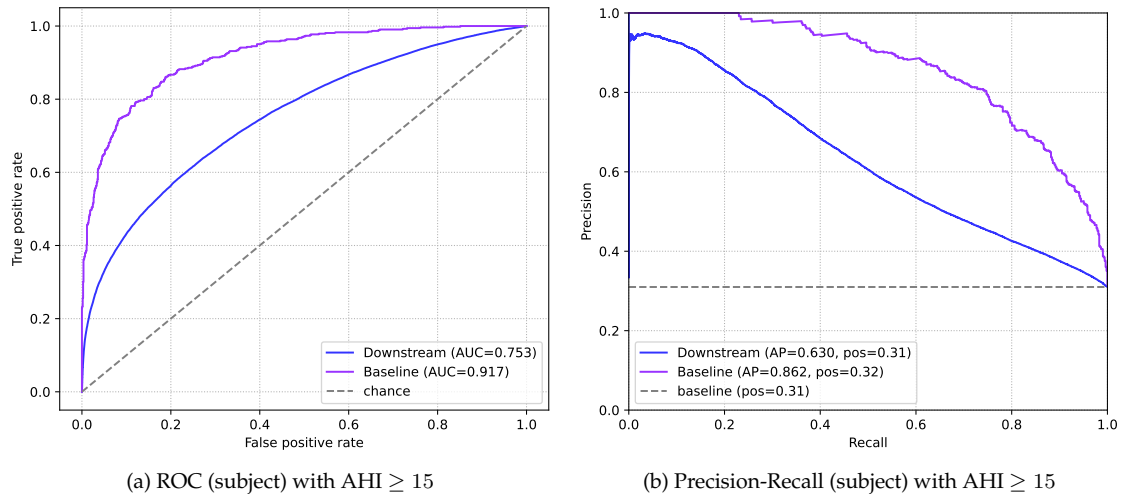 1.0
0.8
0.6
0.4
0.2
0.0
True positive rate
0.0 0.2 0.4 0.6 0.8 1.0
False positive rate
Downstream (AUC=0.753)
Baseline (AUC=0.917)
chance
(a) ROC (subject) with AHI ≥ 15
1.0
0.8
0.6
0.4
0.2
0.0
Precision
0.0 0.2 0.4 0.6 0.8 1.0
Recall
Downstream (AP=0.630, pos=0.31)
Baseline (AP=0.862, pos=0.32)
baseline (pos=0.31)
(b) Precision-Recall (subject) with AHI ≥ 15